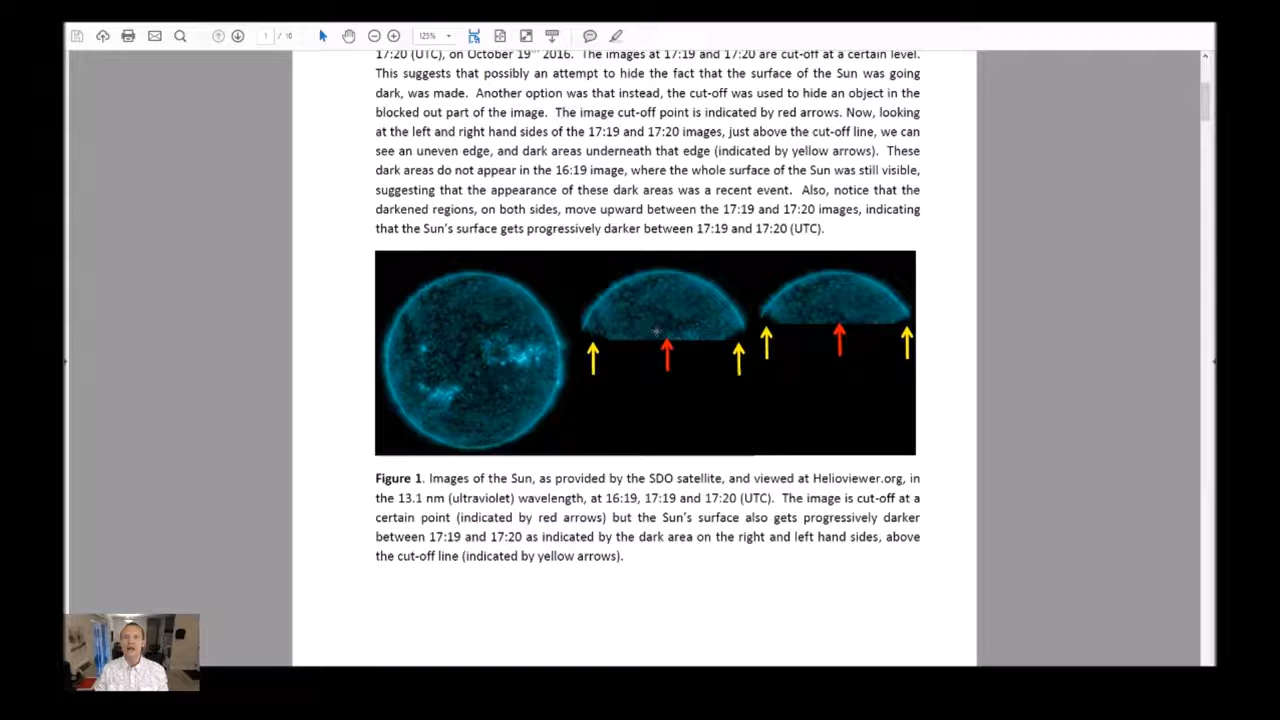 1 / 10
125%
17:20 (UTC), on October 19th 2016. The images at 17:19 and 17:20 are cut-off at a certain level.
This suggests that possibly an attempt to hide the fact that the surface of the Sun was going
dark, was made. Another option was that instead, the cut-off was used to hide an object in the
blocked out part of the image. The image cut-off point is indicated by red arrows. Now, looking
at the left and right hand sides of the 17:19 and 17:20 images, just above the cut-off line, we can
see an uneven edge, and dark areas underneath that edge (indicated by yellow arrows). These
dark areas do not appear in the 16:19 image, where the whole surface of the Sun was still visible,
suggesting that the appearance of these dark areas was a recent event. Also, notice that the
darkened regions, on both sides, move upward between the 17:19 and 17:20 images, indicating
that the Sun's surface gets progressively darker between 17:19 and 17:20 (UTC).
Figure 1. Images of the Sun, as provided by the SDO satellite, and viewed at Helioviewer.org, in
the 13.1 nm (ultraviolet) wavelength, at 16:19, 17:19 and 17:20 (UTC). The image is cut-off at a
certain point (indicated by red arrows) but the Sun's surface also gets progressively darker
between 17:19 and 17:20 as indicated by the dark area on the right and left hand sides, above
the cut-off line (indicated by yellow arrows).